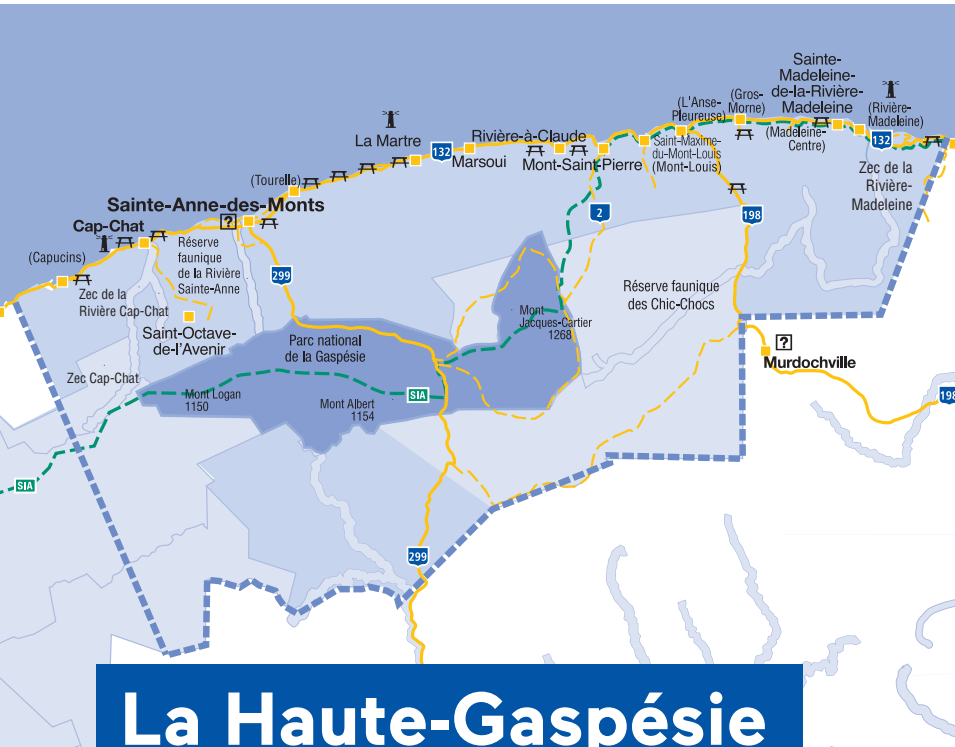 Sainte-
Madeleine-
de-la-Rivière-
Madeleine
(Gros-
Morne)
(L'Anse-
Pleureuse)
(Rivière-
Madeleine)
(Madeleine-
Centre)
132
La Martre
132
Marsoui
Rivière-à-Claude
Mont-Saint-Pierre
Saint-Maxime-
du-Mont-Louis
(Mont-Louis)
Zec de la
Rivière-
Madeleine
(Tourelle)
Sainte-Anne-des-Monts
?
Cap-Chat
(Capucins)
Réserve
faunique
de la Rivière
Sainte-Anne
2
198
299
Zec de la
Rivière Cap-Chat
Réserve faunique
des Chic-Chocs
Saint-Octave-
de-l'Avenir
Mont
Jacques-Cartier
1268
Parc national
de la Gaspésie
?
Murdochville
Zec Cap-Chat
Mont Logan
1150
Mont Albert
1154
SIA
198
SIA
299
La Haute-Gaspésie